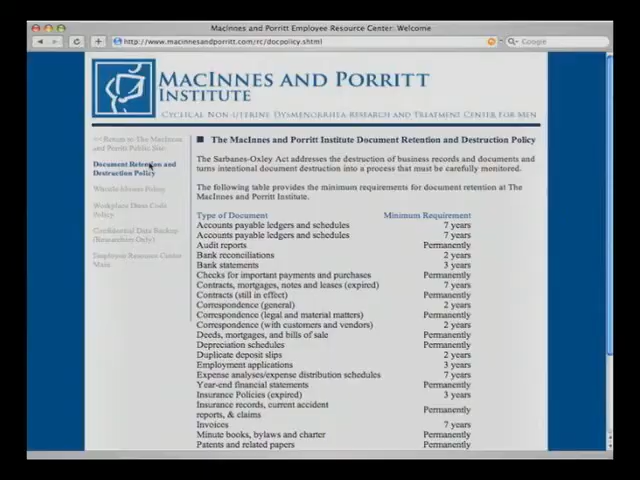 MacInnes and Porritt Employee Resource Center: Welcome
http://www.macinnesandporritt.com/rc/docpolicy.shtml
Google
MacInnes and Porritt
Institute
Cyclical Non-uterine Dysmenorrhea Research and Treatment Center for Men
<< Return to The MacInnes
and Porritt Public Site
Document Retention and
Destruction Policy
Whistle-blower Policy
Workplace Dress Code
Policy
Confidential Data Backup
(Researchers Only)
Employee Resource Center
Main
The MacInnes and Porritt Institute Document Retention and Destruction Policy
The Sarbanes-Oxley Act addresses the destruction of business records and documents and
turns intentional document destruction into a process that must be carefully monitored.
The following table provides the minimum requirements for document retention at The
MacInnes and Porritt Institute.
Type of Document Minimum Requirement
Accounts payable ledgers and schedules 7 years
Accounts payable ledgers and schedules 7 years
Audit reports Permanently
Bank reconciliations 2 years
Bank statements 3 years
Checks for important payments and purchases Permanently
Contracts, mortgages, notes and leases (expired) 7 years
Contracts (still in effect) Permanently
Correspondence (general) 2 years
Correspondence (legal and material matters) Permanently
Correspondence (with customers and vendors) 2 years
Deeds, mortgages, and bills of sale Permanently
Depreciation schedules Permanently
Duplicate deposit slips 2 years
Employment applications 3 years
Expense analyses/expense distribution schedules 7 years
Year-end financial statements Permanently
Insurance Policies (expired) 3 years
Insurance records, current accident
reports, & claims Permanently
Invoices 7 years
Minute books, bylaws and charter Permanently
Patents and related papers Permanently